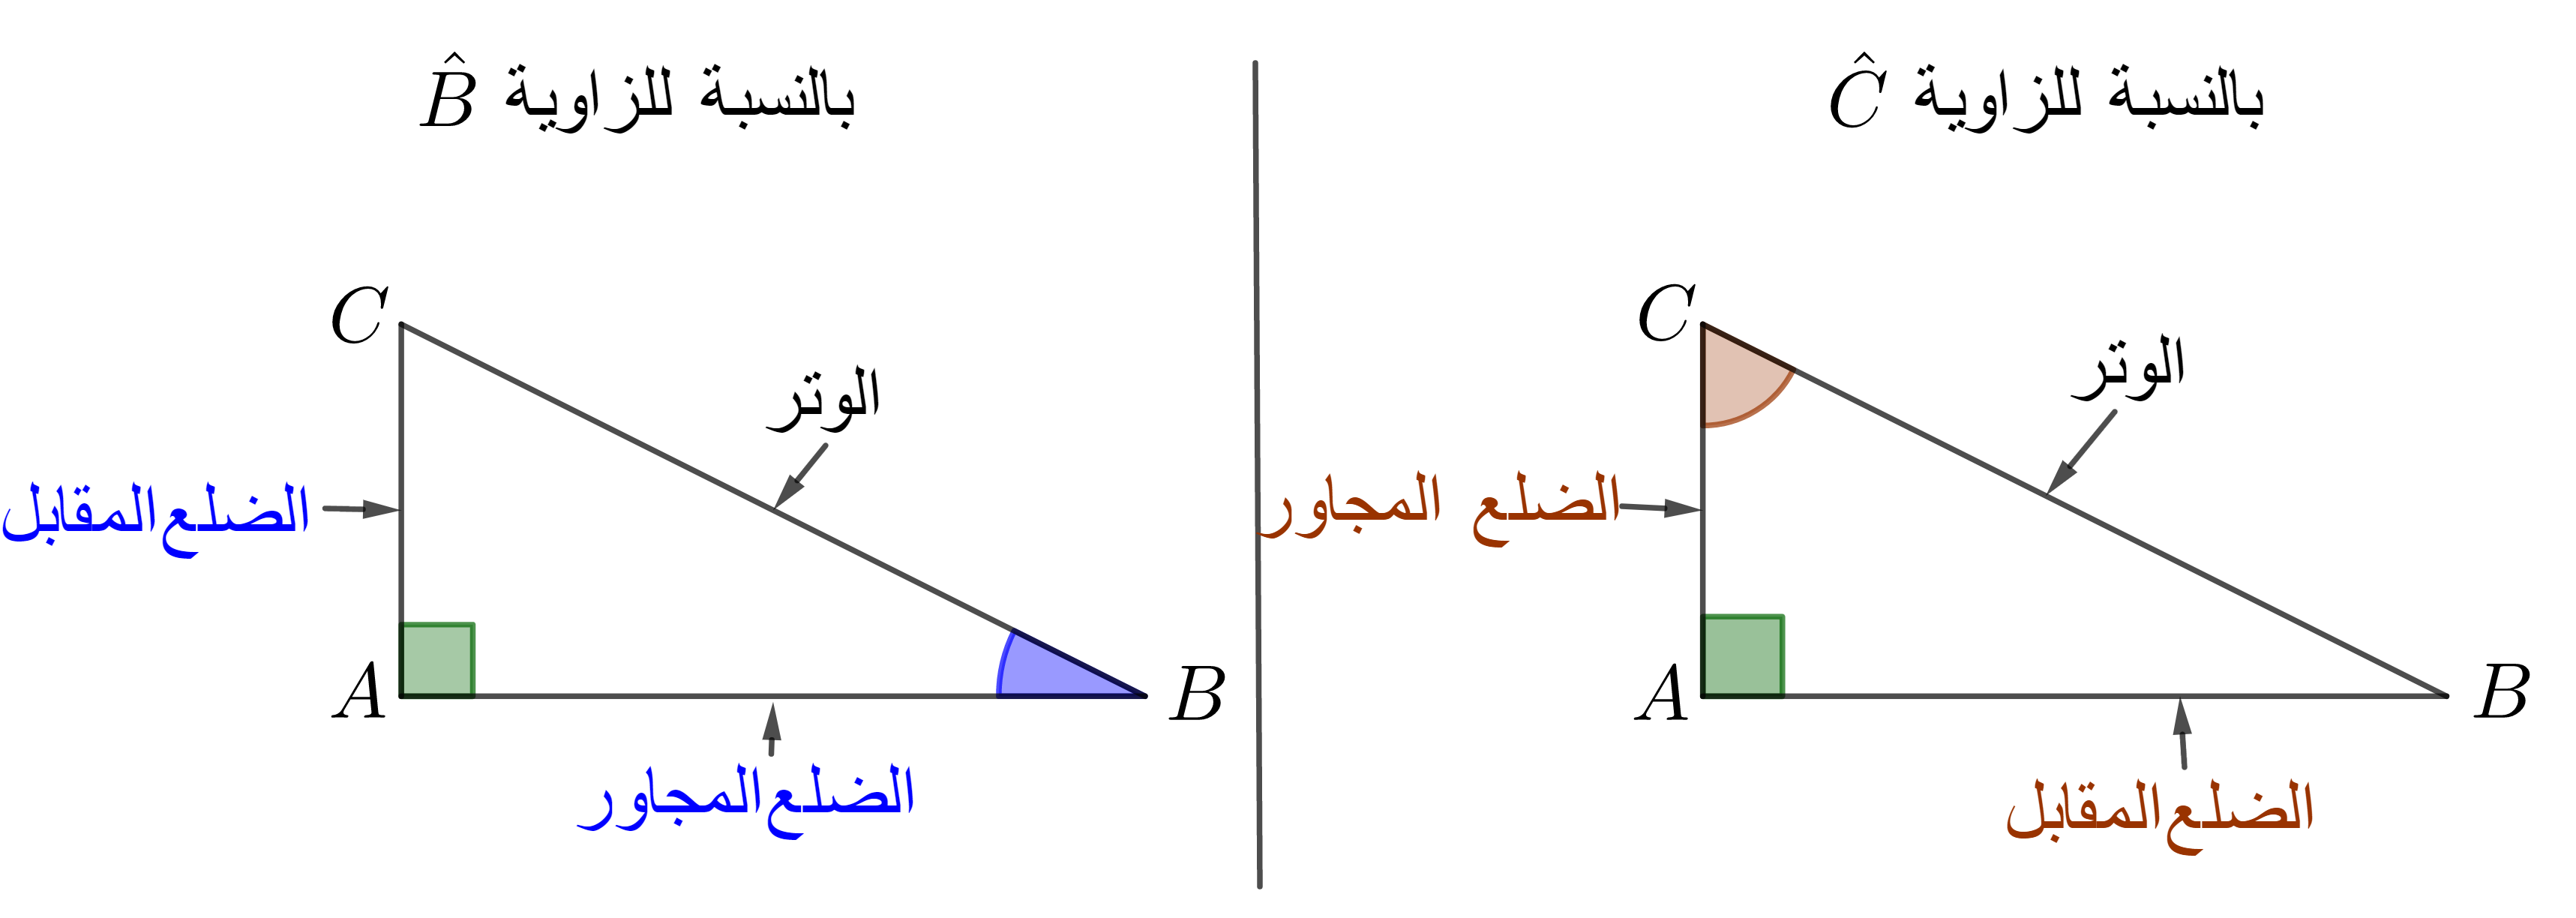 بالنسبة للزاوية B̂
C
الوتر
الضلع المقابل
A
B
الضلع المجاور
بالنسبة للزاوية Ĉ
C
الوتر
الضلع المجاور
A
B
الضلع المقابل